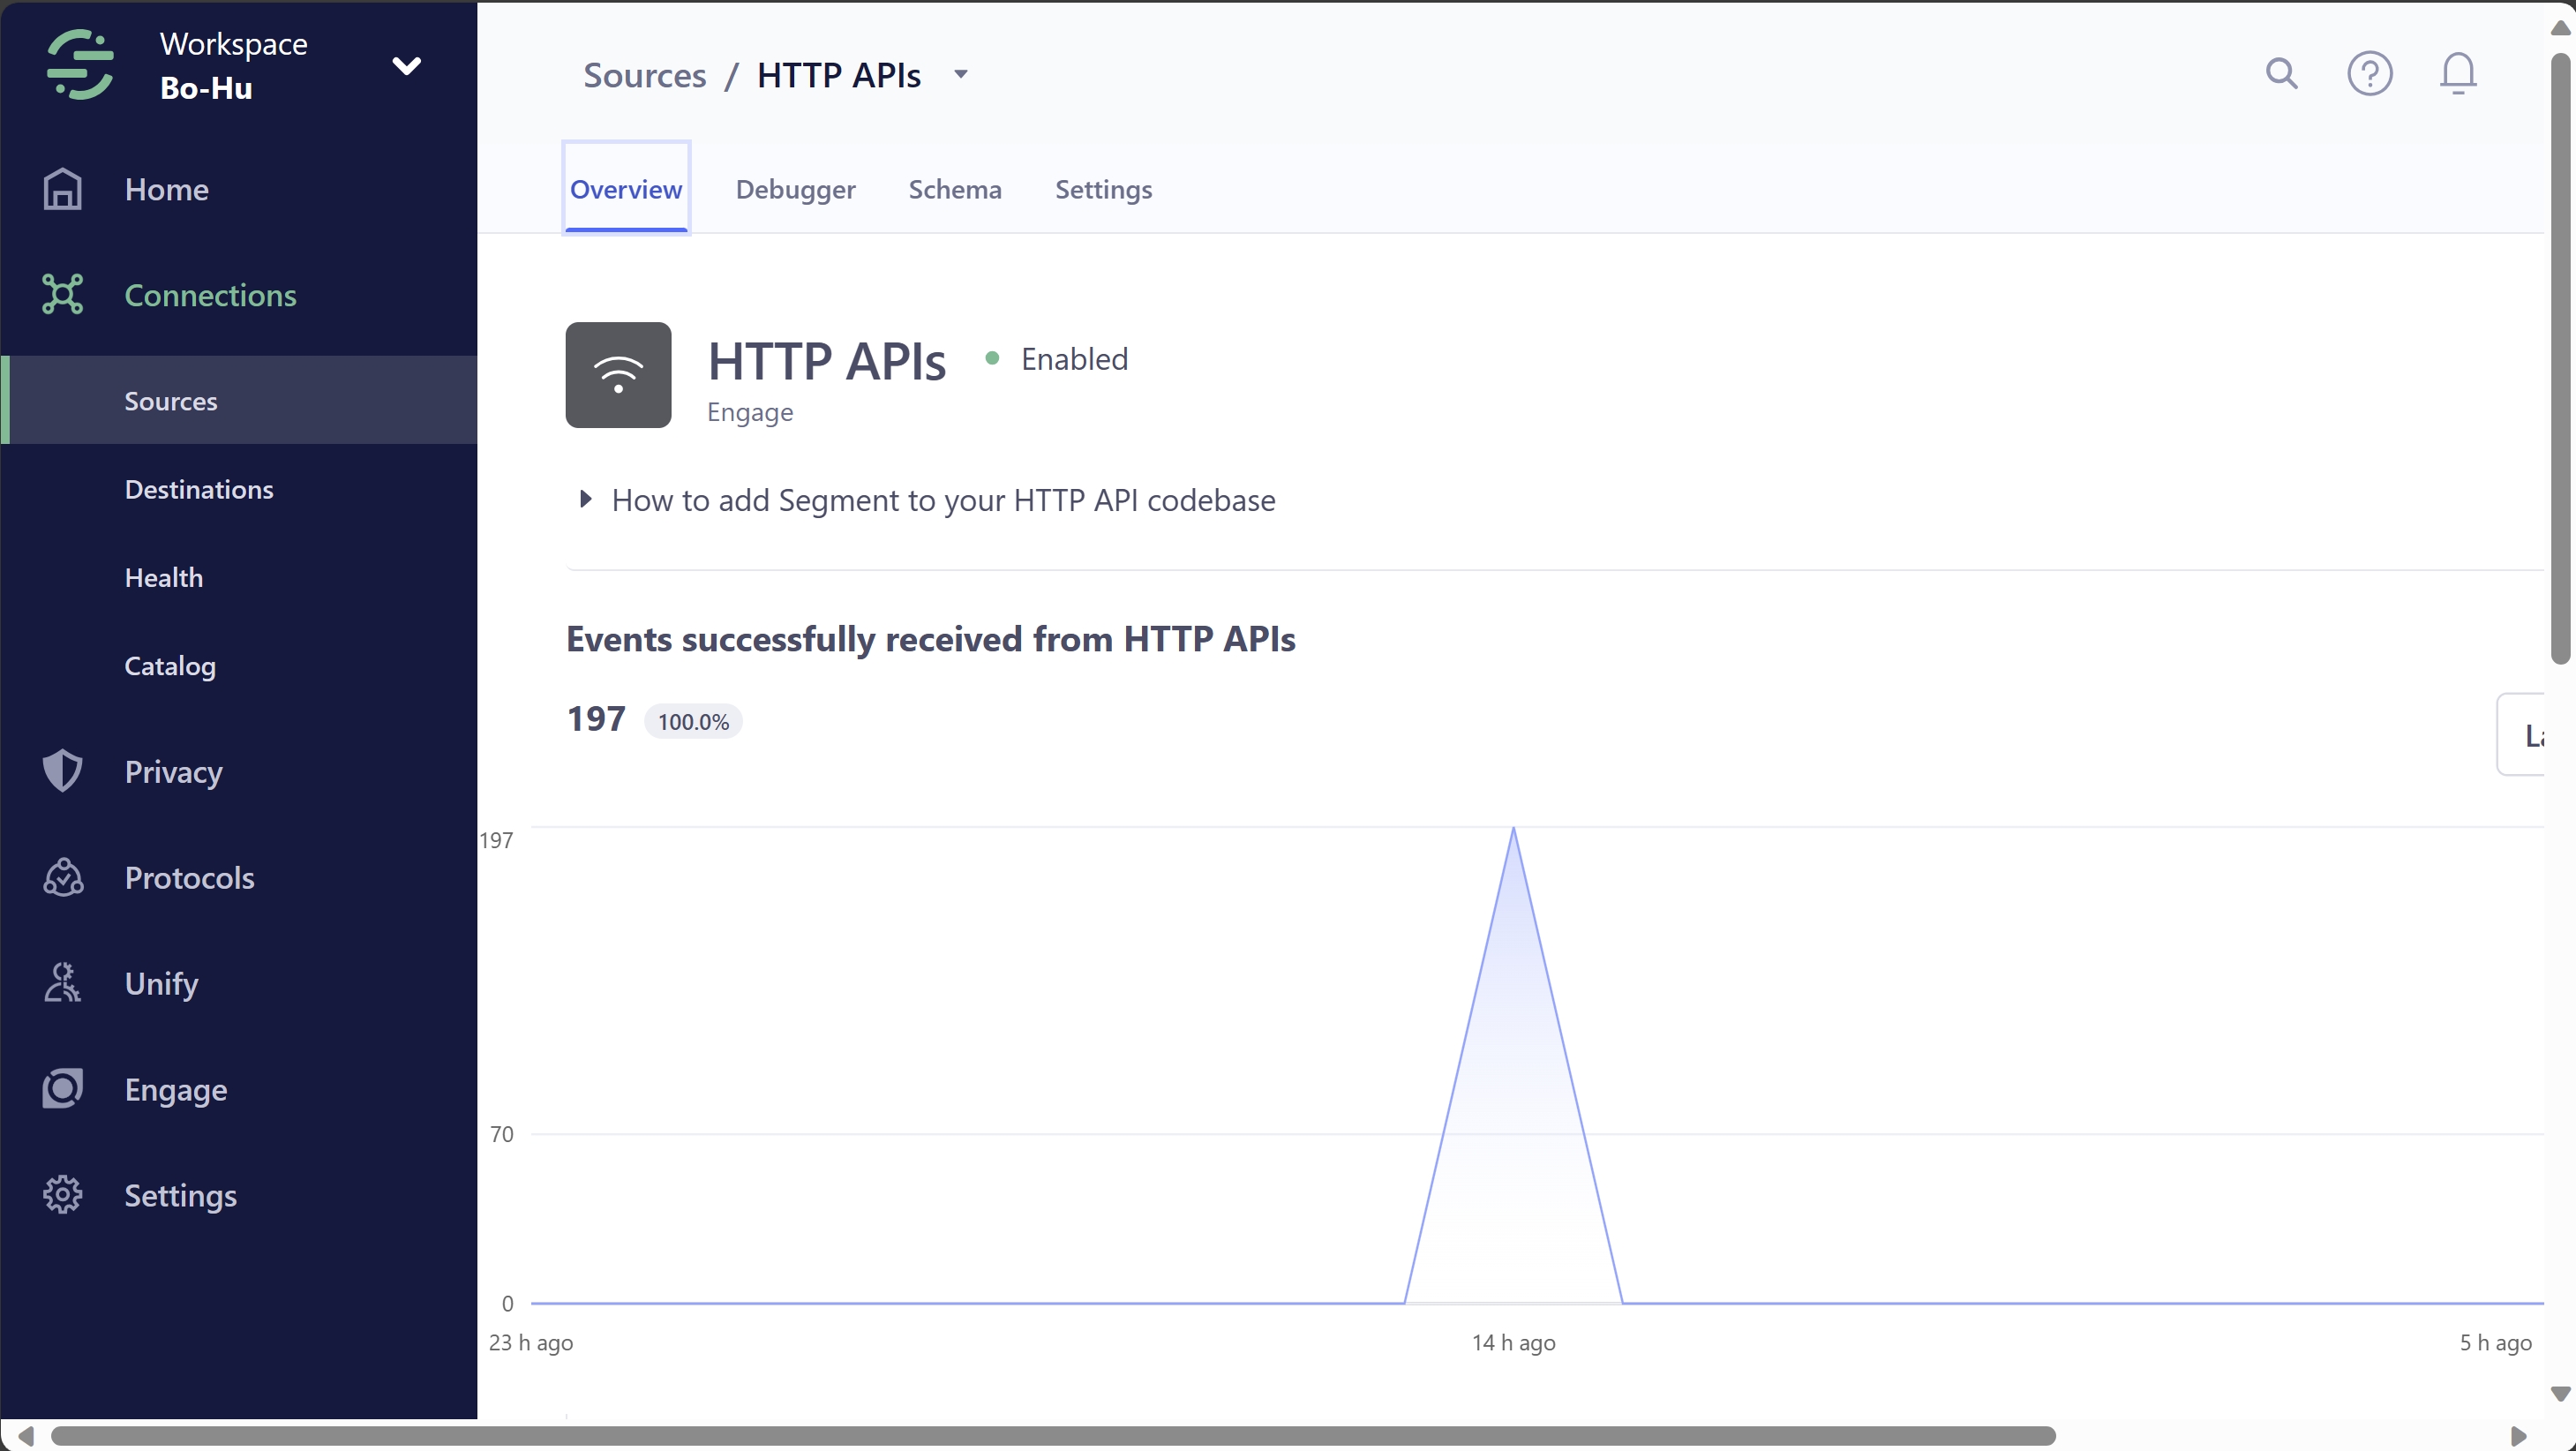 Workspace
Bo-Hu
Home
Connections
Sources
Destinations
Health
Catalog
Privacy
Protocols
Unify
Engage
Settings
Sources / HTTP APIs
Overview Debugger Schema Settings
HTTP APIs Enabled
Engage
How to add Segment to your HTTP API codebase
Events successfully received from HTTP APIs
197 100.0%
197
70
0
23 h ago 14 h ago 5 h ago